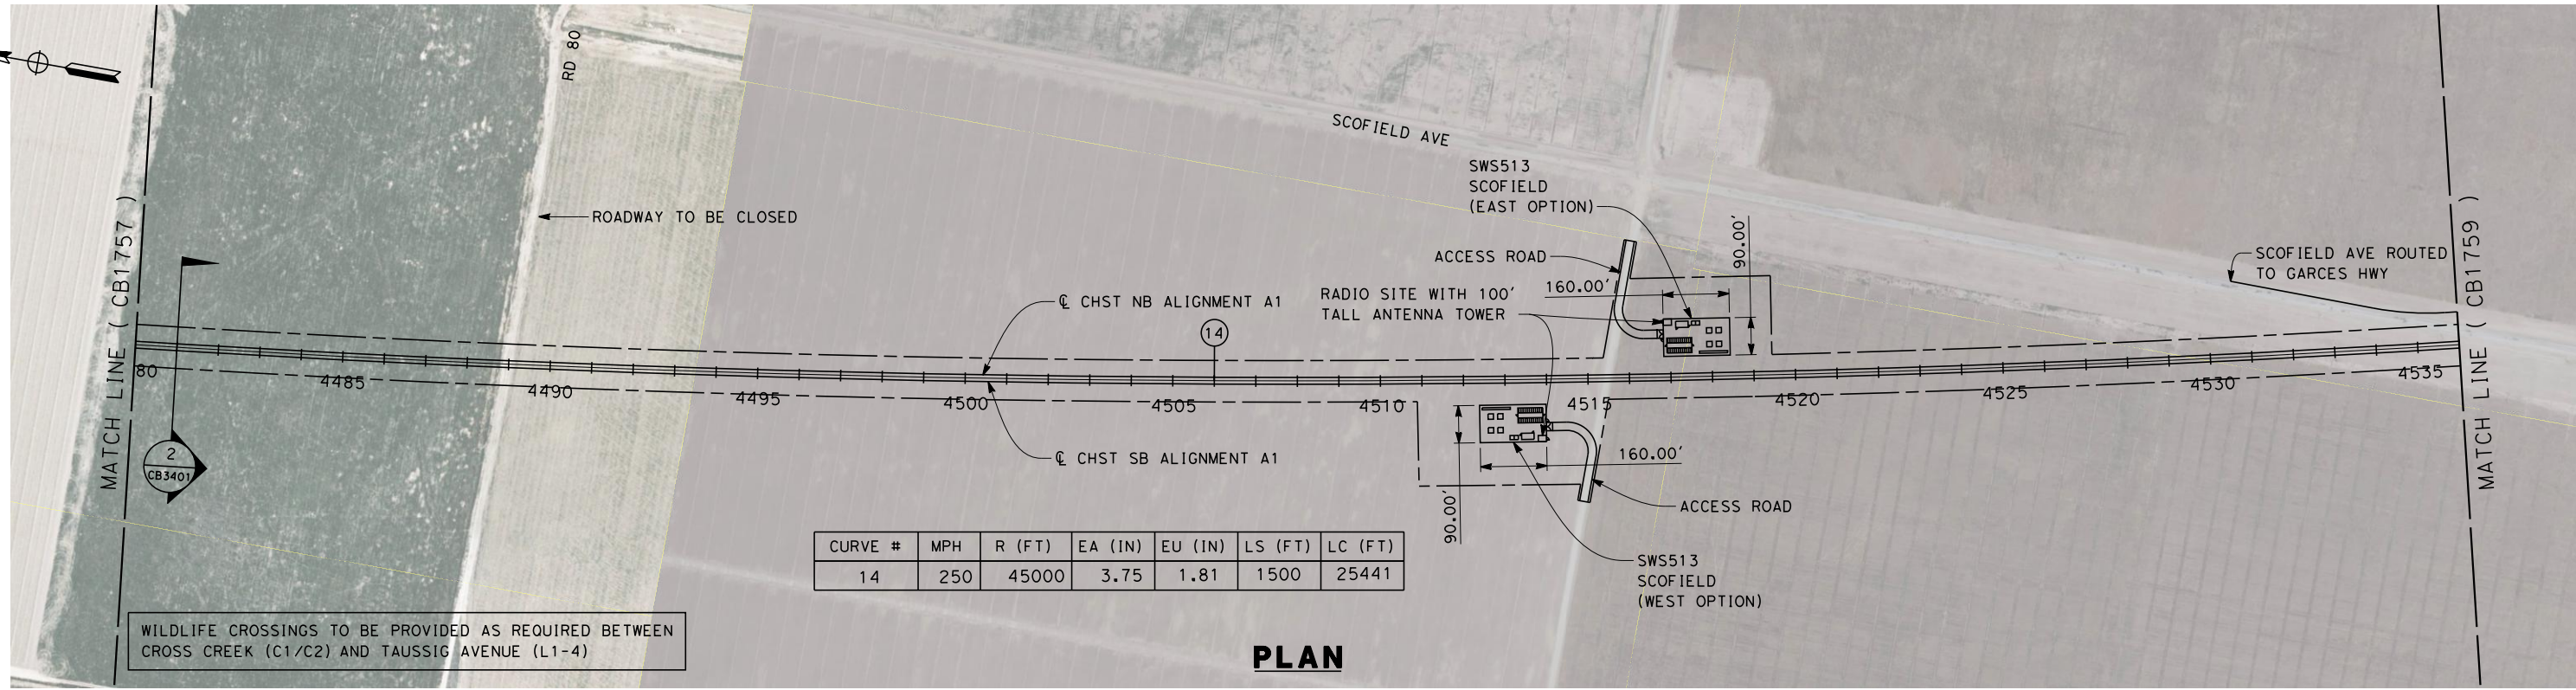 RD 80
SCOFIELD AVE
SWS513
SCOFIELD
(EAST OPTION)
ROADWAY TO BE CLOSED
90.00'
SCOFIELD AVE ROUTED
TO GARCES HWY
ACCESS ROAD
MATCH LINE ( CB1757 )
MATCH LINE ( CB1759 )
160.00'
RADIO SITE WITH 100'
TALL ANTENNA TOWER
℄ CHST NB ALIGNMENT A1
14
80
4485
4490
4495
4500
4505
4510
4515
4520
4525
4530
4535
2
CB3401
℄ CHST SB ALIGNMENT A1
160.00'
90.00'
ACCESS ROAD
SWS513
SCOFIELD
(WEST OPTION)
CURVE # MPH R (FT) EA (IN) EU (IN) LS (FT) LC (FT)
14 250 45000 3.75 1.81 1500 25441
WILDLIFE CROSSINGS TO BE PROVIDED AS REQUIRED BETWEEN
CROSS CREEK (C1/C2) AND TAUSSIG AVENUE (L1-4)
PLAN